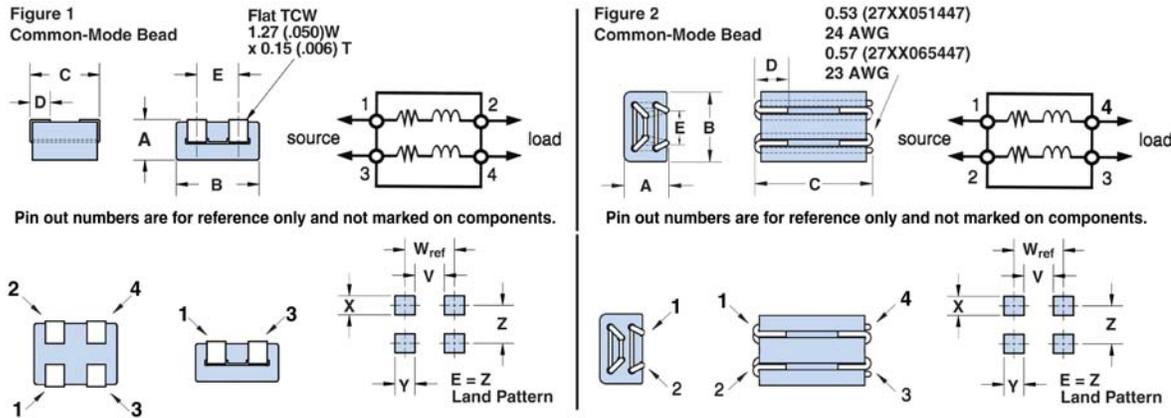 Figure 1
Common-Mode Bead
Flat TCW
1.27 (.050)W
x 0.15 (.006) T
C
D
E
A
B
1
2
source
load
3
4
Pin out numbers are for reference only and not marked on components.
2
4
1
3
1
3
Wref
V
X
Z
Y
E = Z
Land Pattern
Figure 2
Common-Mode Bead
0.53 (27XX051447)
24 AWG
0.57 (27XX065447)
23 AWG
D
E
B
A
C
1
4
source
load
2
3
Pin out numbers are for reference only and not marked on components.
1
2
1
4
2
3
Wref
V
X
Z
Y
E = Z
Land Pattern